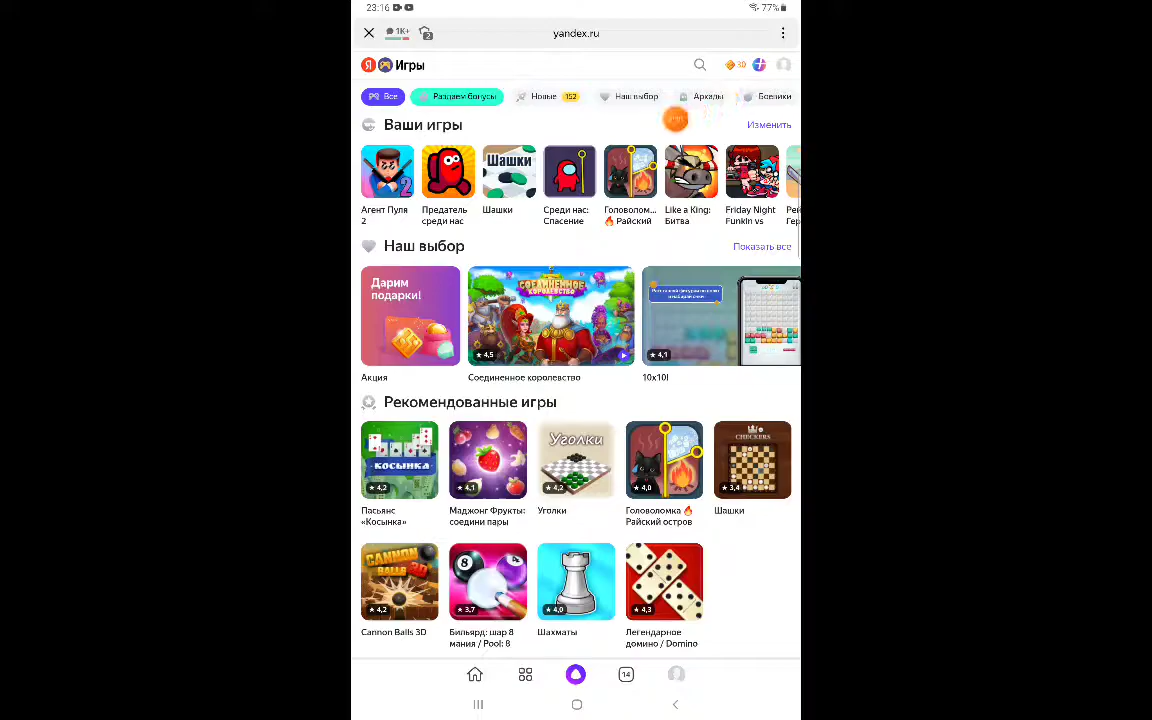 23:16
77%
1K+
2
yandex.ru
Я Игры
30
Все
Раздаем бонусы
Новые 152
Наш выбор
Аркады
Боевики
Ваши игры
Изменить
2
Шашки
Агент Пуля 2
Предатель среди нас
Шашки
Среди нас: Спасение
Головолом... 🔥 Райский
Like a King: Битва
Friday Night Funkin vs
Наш выбор
Показать все
Дарим подарки!
СОЕДИНЕННОЕ КОРОЛЕВСТВО
★ 4,5
★ 4,1
Акция
Соединенное королевство
10x10!
Рекомендованные игры
КОСЫНКА
★ 4,2
★ 4,1
Уголки
★ 4,2
★ 4,0
CHECKERS
★ 3,4
Пасьянс «Косынка»
Маджонг Фрукты: соедини пары
Уголки
Головоломка 🔥 Райский остров
Шашки
CANNON BALLS 3D
★ 4,2
8
★ 3,7
★ 4,0
★ 4,3
Cannon Balls 3D
Бильярд: шар 8 мания / Pool: 8
Шахматы
Легендарное домино / Domino
14